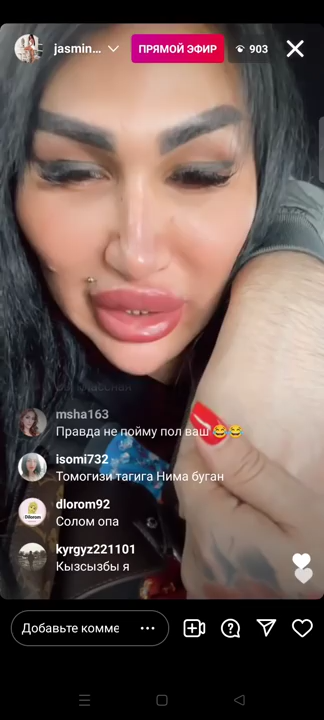 jasmin...
ПРЯМОЙ ЭФИР
903
msha163
Правда не пойму пол ваш 😅😂
isomi732
Томогизи тагига Нима буган
dlorom92
Солом опа
kyrgyz221101
Кызсызбы я
Добавьте комме